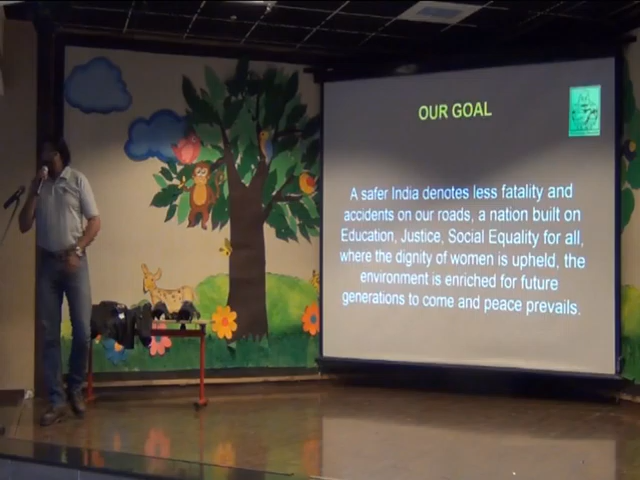 OUR GOAL
A safer India denotes less fatality and
accidents on our roads, a nation built on
Education, Justice, Social Equality for all,
where the dignity of women is upheld, the
environment is enriched for future
generations to come and peace prevails.